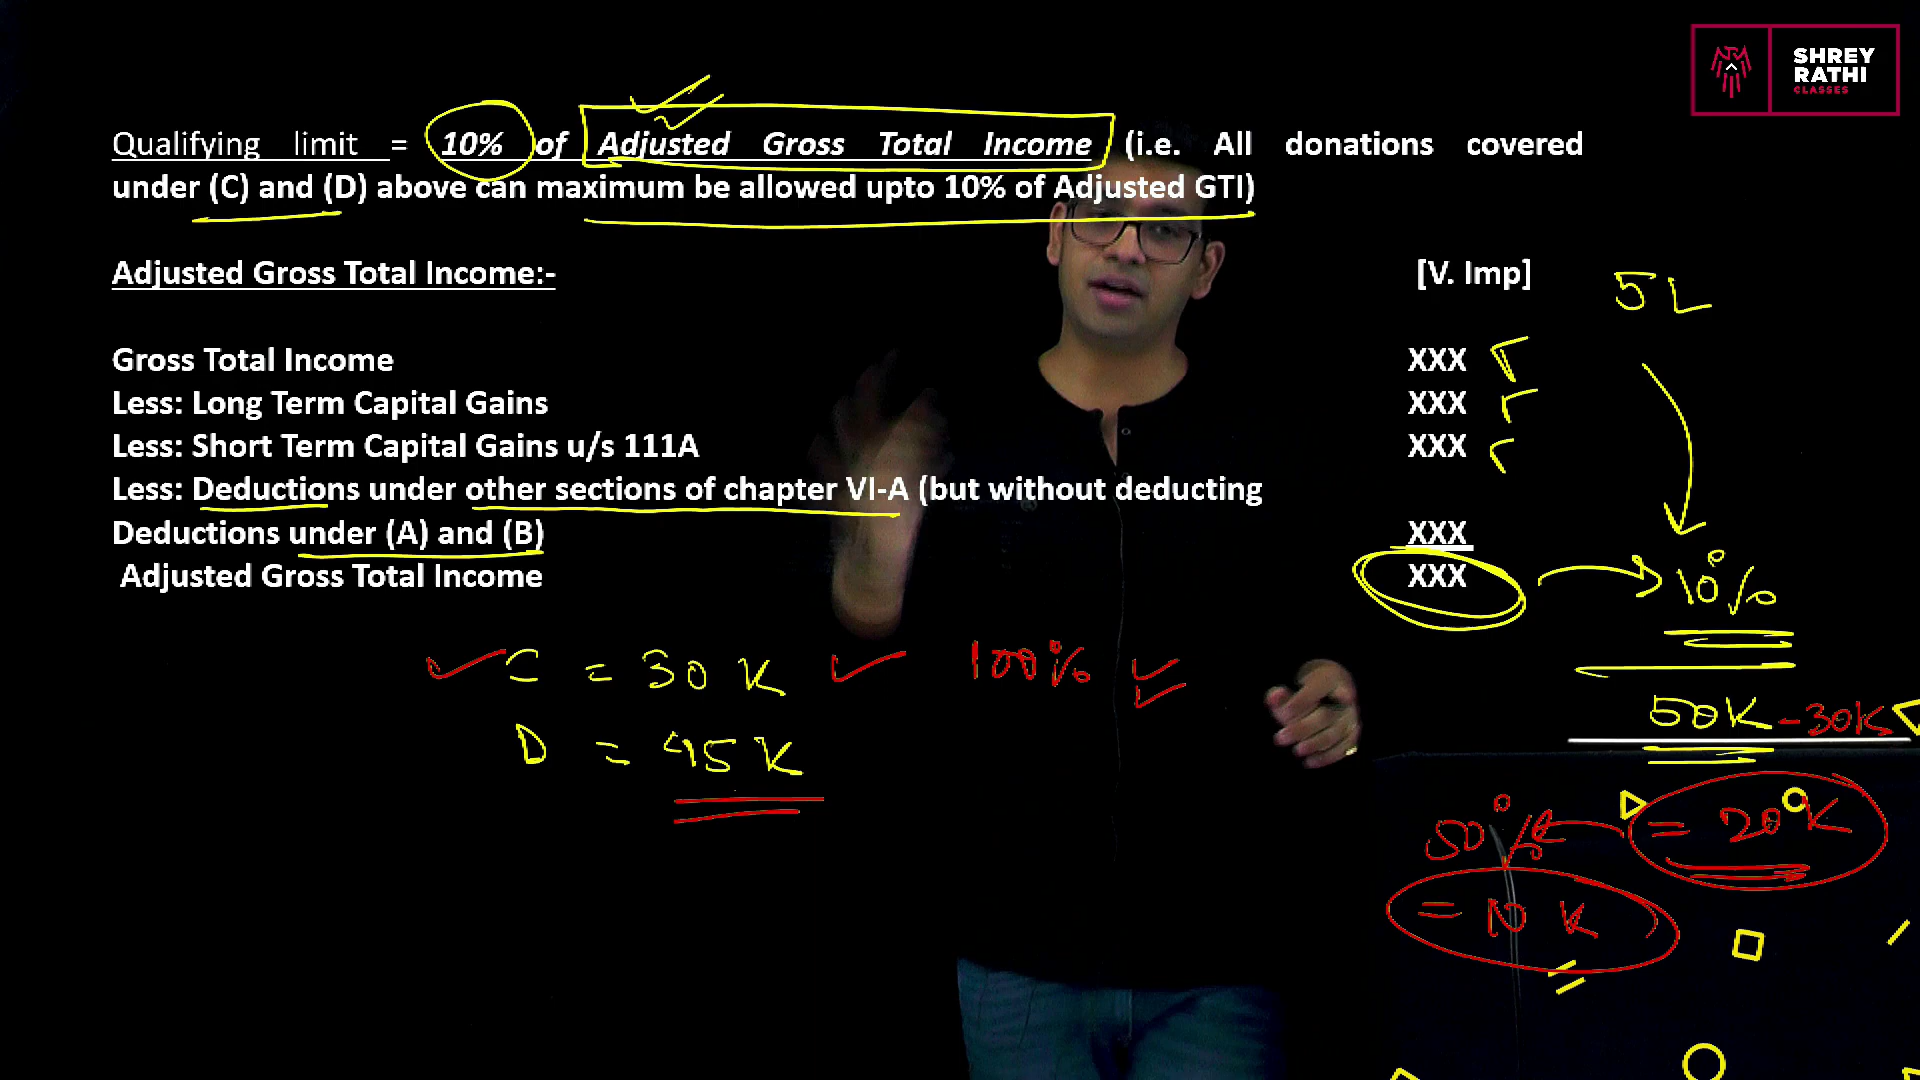 SHREY
RATHI
CLASSES
Qualifying limit = 10% of Adjusted Gross Total Income (i.e. All donations covered
under (C) and (D) above can maximum be allowed upto 10% of Adjusted GTI)
Adjusted Gross Total Income:- [V. Imp] 5L
Gross Total Income XXX
Less: Long Term Capital Gains XXX
Less: Short Term Capital Gains u/s 111A XXX
Less: Deductions under other sections of chapter VI-A (but without deducting
Deductions under (A) and (B) XXX
Adjusted Gross Total Income XXX 10%
C = 30 K 100%
50K -30K
D = 45 K
50% = 20K
= 10 K